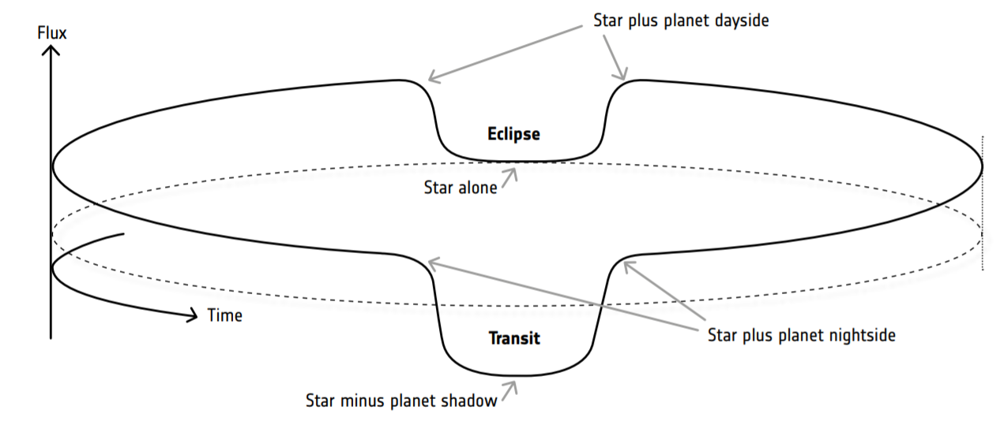 Star plus planet dayside
Flux
Eclipse
Star alone
Time
Transit
Star plus planet nightside
Star minus planet shadow